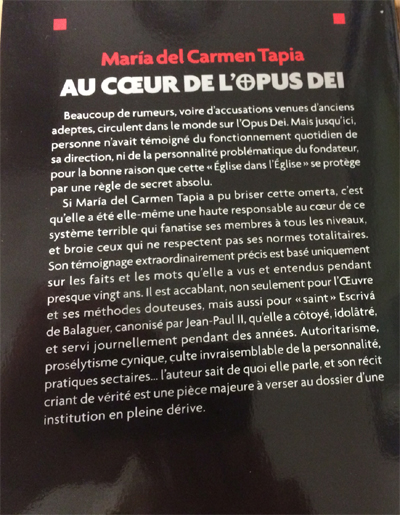 María del Carmen Tapia
AU CŒUR DE L'OPUS DEI
Beaucoup de rumeurs, voire d'accusations venues d'anciens
adeptes, circulent dans le monde sur l'Opus Dei. Mais jusqu'ici,
personne n'avait témoigné du fonctionnement quotidien de
sa direction, ni de la personnalité problématique du fondateur,
pour la bonne raison que cette « Église dans l'Église » se protège
par une règle de secret absolu.
Si María del Carmen Tapia a pu briser cette omerta, c'est
qu'elle a été elle-même une haute responsable au cœur de ce
système terrible qui fanatise ses membres à tous les niveaux,
et broie ceux qui ne respectent pas ses normes totalitaires.
Son témoignage extraordinairement précis est basé uniquement
sur les faits et les mots qu'elle a vus et entendus pendant
presque vingt ans. Il est accablant, non seulement pour l'Œuvre
et ses méthodes douteuses, mais aussi pour « saint » Escrivá
de Balaguer, canonisé par Jean-Paul II, qu'elle a côtoyé, idolâtré,
et servi journellement pendant des années. Autoritarisme,
prosélytisme cynique, culte invraisemblable de la personnalité,
pratiques sectaires... l'auteur sait de quoi elle parle, et son récit
criant de vérité est une pièce majeure à verser au dossier d'une
institution en pleine dérive.